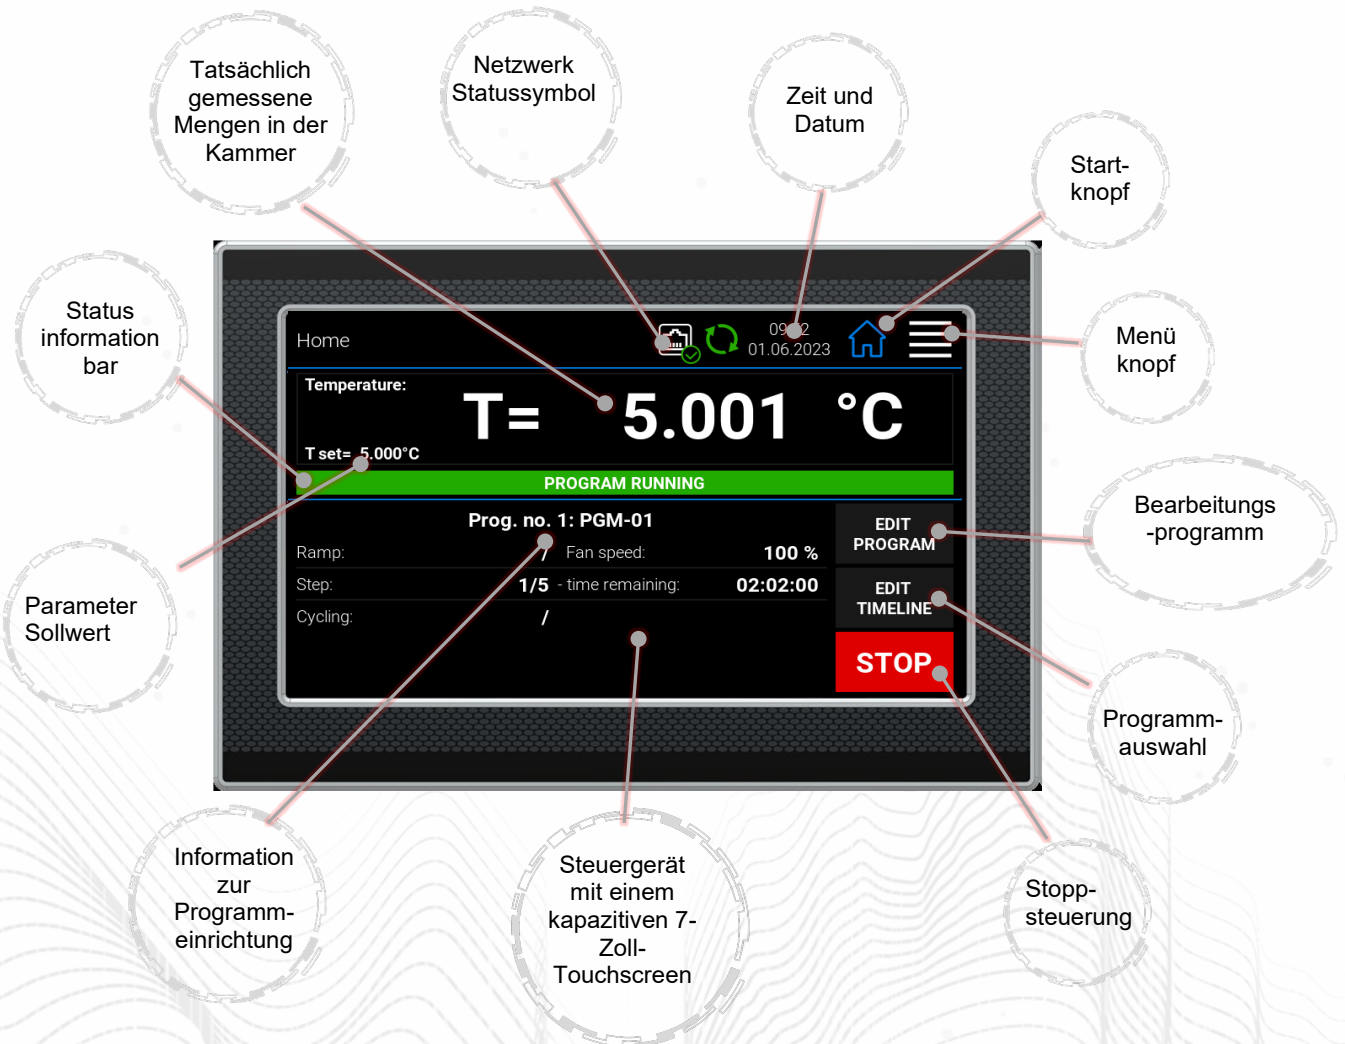 Tatsächlich
gemessene
Mengen in der
Kammer
Netzwerk
Statussymbol
Zeit und
Datum
Start-
knopf
Status
information
bar
Menü
knopf
Home
01.06.2023
Temperature:
T= 5.001 °C
T set= 5.000°C
PROGRAM RUNNING
Prog. no. 1: PGM-01
Ramp: / Fan speed: 100 %
Step: 1/5 - time remaining: 02:02:00
Cycling: /
EDIT
PROGRAM
EDIT
TIMELINE
STOP
Bearbeitungs
-programm
Parameter
Sollwert
Programm-
auswahl
Information
zur
Programm-
einrichtung
Steuergerät
mit einem
kapazitiven 7-
Zoll-
Touchscreen
Stopp-
steuerung